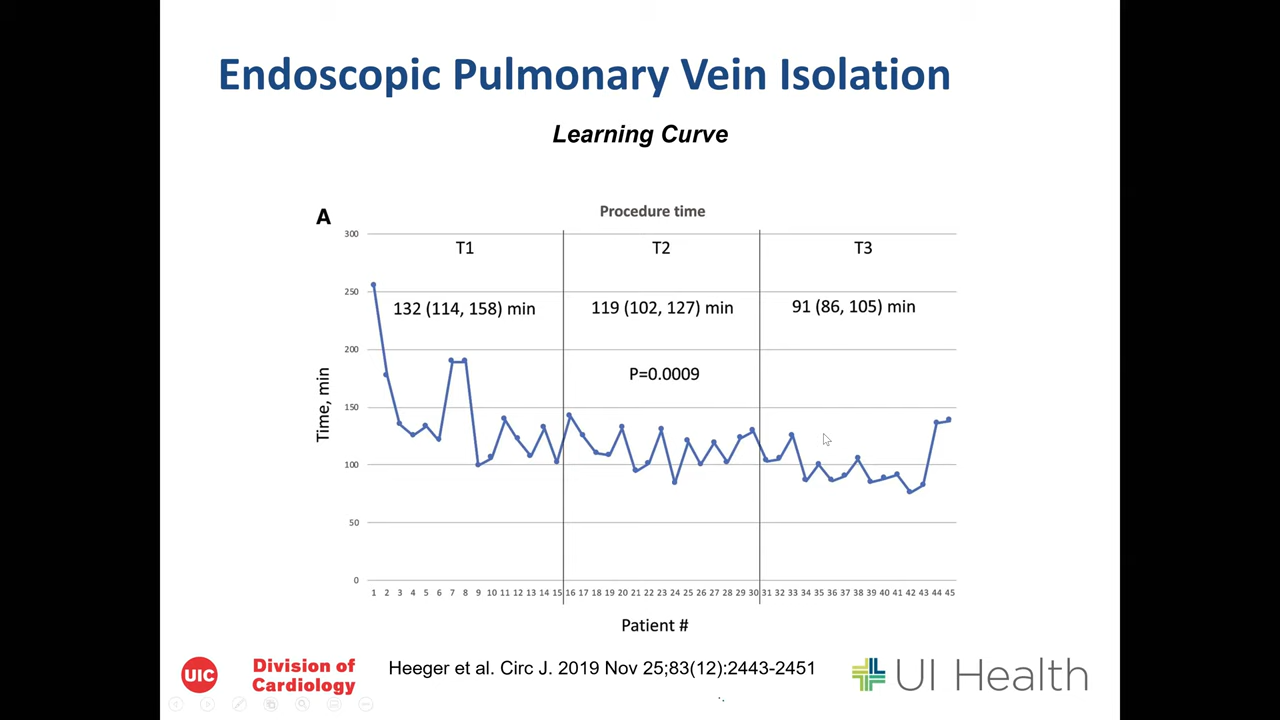 Endoscopic Pulmonary Vein Isolation
Learning Curve
A
Procedure time
300
T1
T2
T3
250
132 (114, 158) min
119 (102, 127) min
91 (86, 105) min
200
P=0.0009
150
100
50
0
Time, min
1 2 3 4 5 6 7 8 9 10 11 12 13 14 15 16 17 18 19 20 21 22 23 24 25 26 27 28 29 30 31 32 33 34 35 36 37 38 39 40 41 42 43 44 45
Patient #
UIC
Division of
Cardiology
Heeger et al. Circ J. 2019 Nov 25;83(12):2443-2451
UI Health